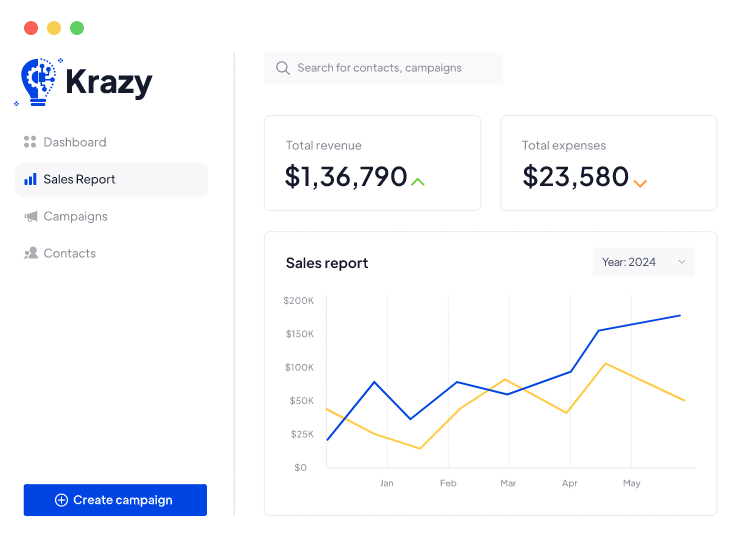 Krazy
Dashboard
Sales Report
Campaigns
Contacts
Create campaign
Search for contacts, campaigns
Total revenue
$1,36,790
Total expenses
$23,580
Sales report
Year: 2024
$200K
$150K
$100K
$50K
$25K
$0
Jan Feb Mar Apr May